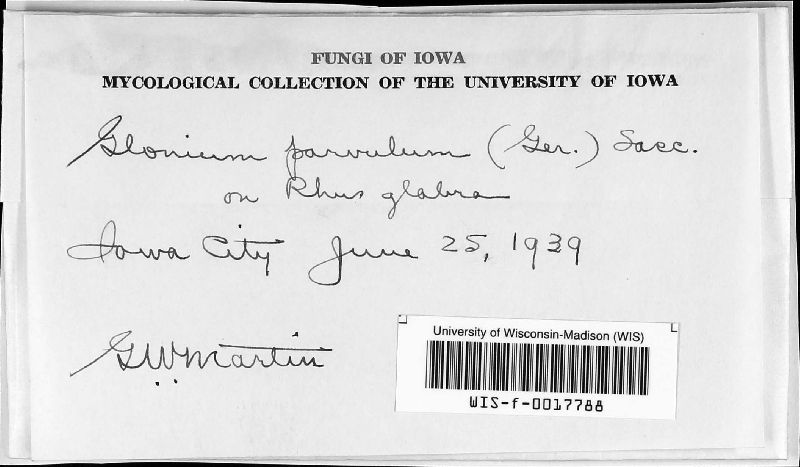 FUNGI OF IOWA
MYCOLOGICAL COLLECTION OF THE UNIVERSITY OF IOWA
Glonium parvulum (Ger.) Sacc.
on Rhus glabra
Iowa City June 25, 1939
G.W. Martin
University of Wisconsin-Madison (WIS)
WIS-f-0017788